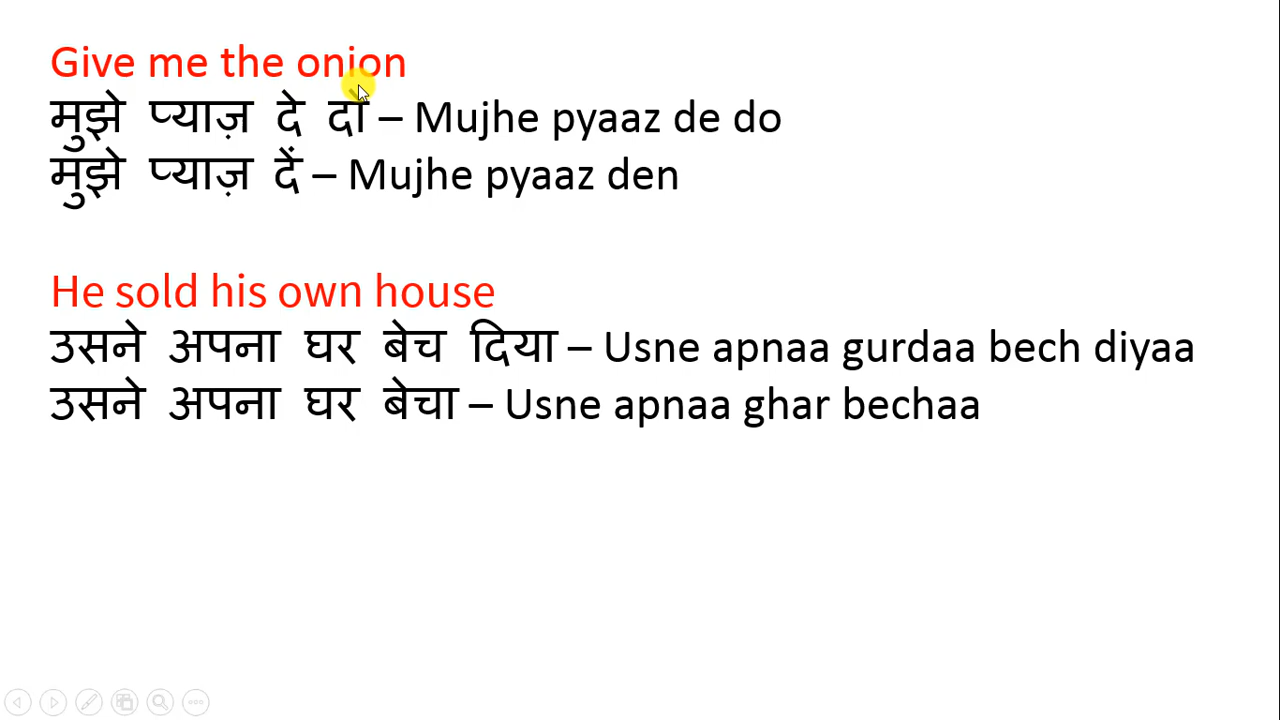 Give me the onion
मुझे प्याज़ दे दो – Mujhe pyaaz de do
मुझे प्याज़ दें – Mujhe pyaaz den
He sold his own house
उसने अपना घर बेच दिया – Usne apnaa gurdaa bech diyaa
उसने अपना घर बेचा – Usne apnaa ghar bechaa